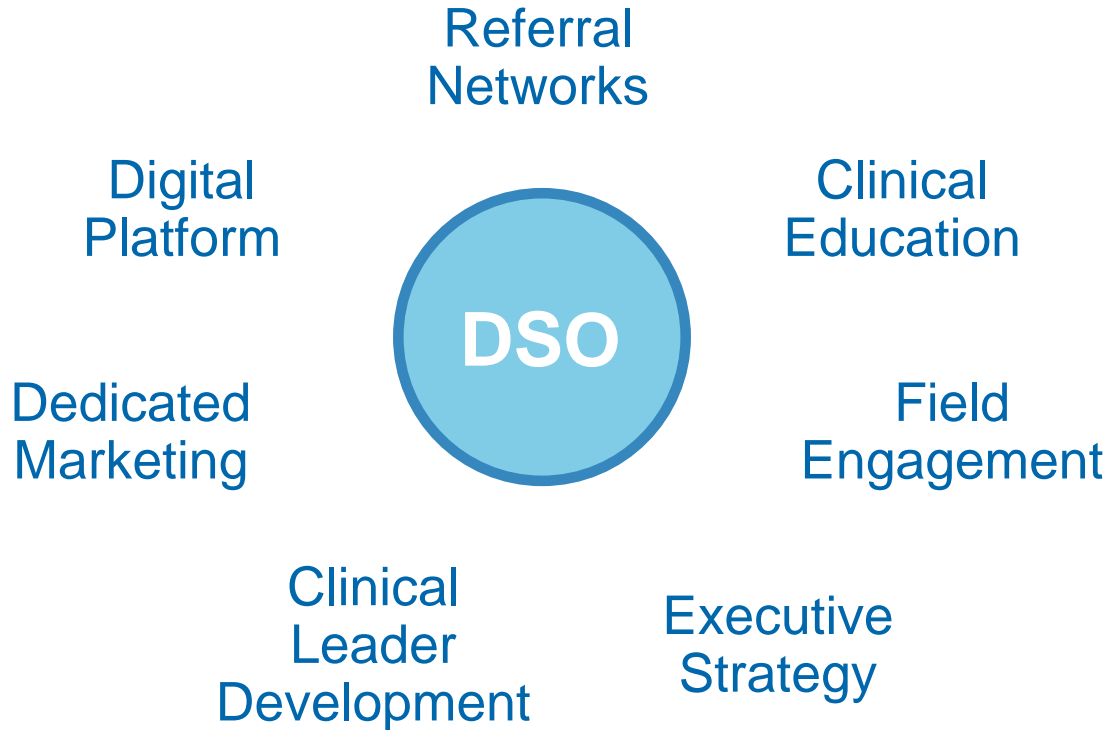 Referral
Networks
Digital
Platform
Clinical
Education
DSO
Dedicated
Marketing
Field
Engagement
Clinical
Leader
Development
Executive
Strategy